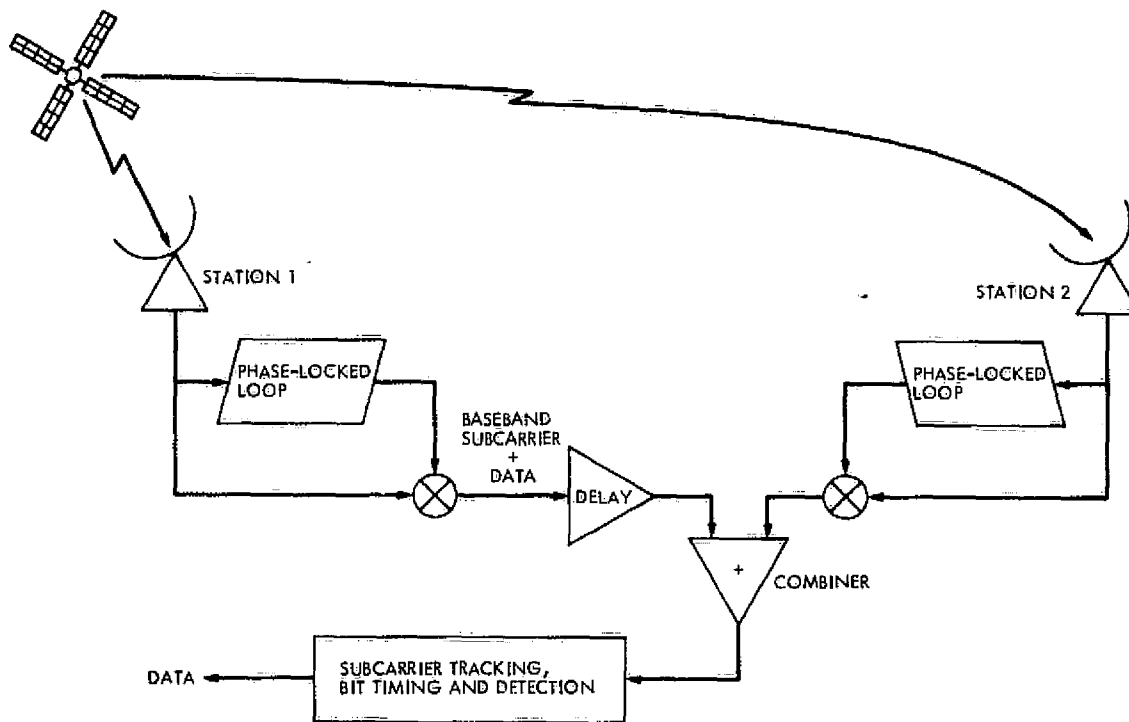 STATION 1
STATION 2
PHASE-LOCKED
LOOP
PHASE-LOCKED
LOOP
BASEBAND
SUBCARRIER
+
DATA
DELAY
+
COMBINER
SUBCARRIER TRACKING,
BIT TIMING AND DETECTION
DATA